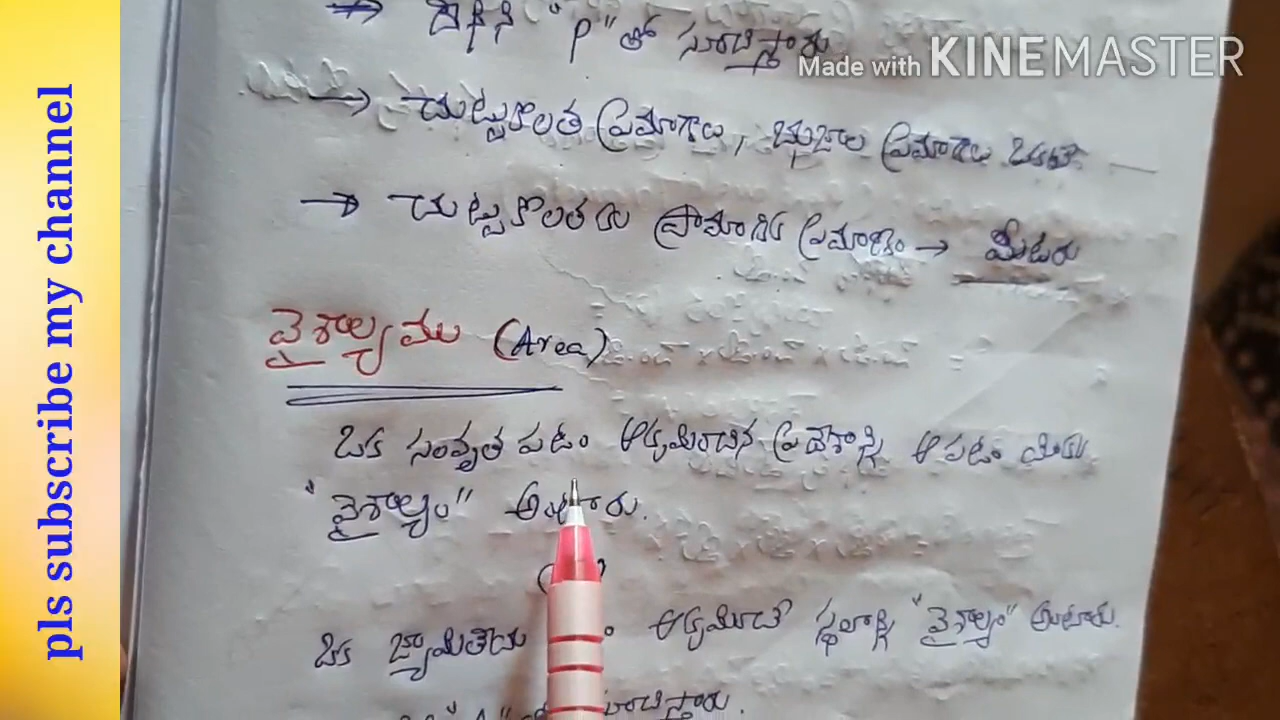 → దీనిని "P" తో సూచిస్తారు
Made with KINEMASTER
→ చుట్టుకొలత ప్రమాణాలు, భుజాల ప్రమాణాలు ఒకటే
→ చుట్టుకొలతకు ప్రామాణిక ప్రమాణం → మీటరు
వైశాల్యము (Area)
ఒక సంవృత పటం ఆక్రమించిన ప్రదేశాన్ని ఆ పటం యొక్క
"వైశాల్యం" అంటారు.
ఒక జ్యామితీయ ఆక్రమించే స్థలాన్ని "వైశాల్యం" అంటారు.
"A" తో సూచిస్తారు.
pls subscribe my channel